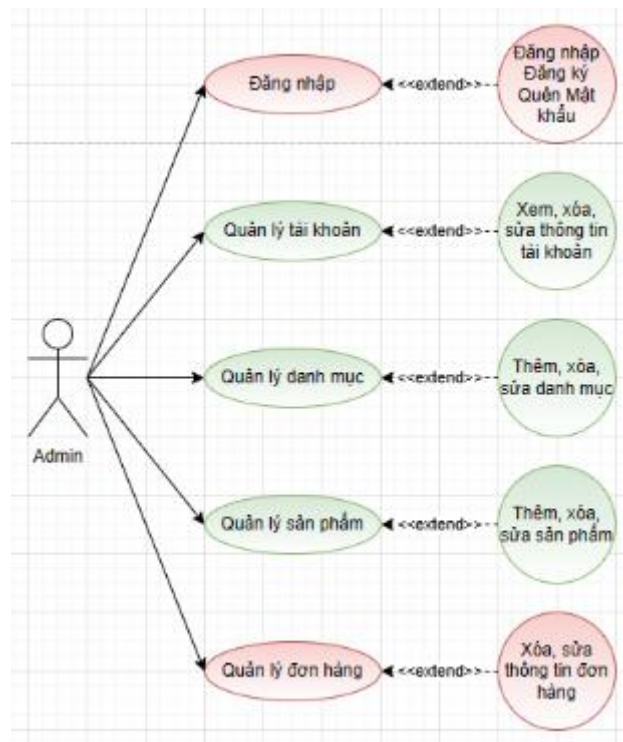 Đăng nhập
<<extend>>
Đăng nhập
Đăng ký
Quên Mật
khẩu
Quản lý tài khoản
<<extend>>
Xem, xóa,
sửa thông tin
tài khoản
Quản lý danh mục
<<extend>>
Thêm, xóa,
sửa danh mục
Admin
Quản lý sản phẩm
<<extend>>
Thêm, xóa,
sửa sản phẩm
Quản lý đơn hàng
<<extend>>
Xóa, sửa
thông tin đơn
hàng